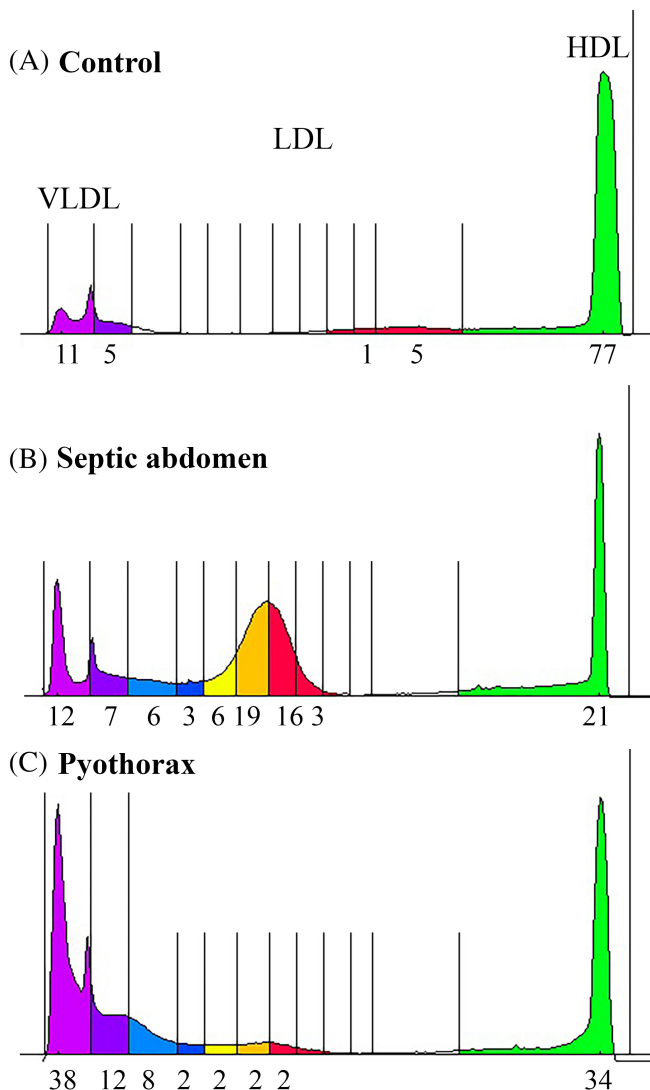 (A) Control
HDL
LDL
VLDL
11 5 1 5 77
(B) Septic abdomen
12 7 6 3 6 19 16 3 21
(C) Pyothorax
38 12 8 2 2 2 2 34